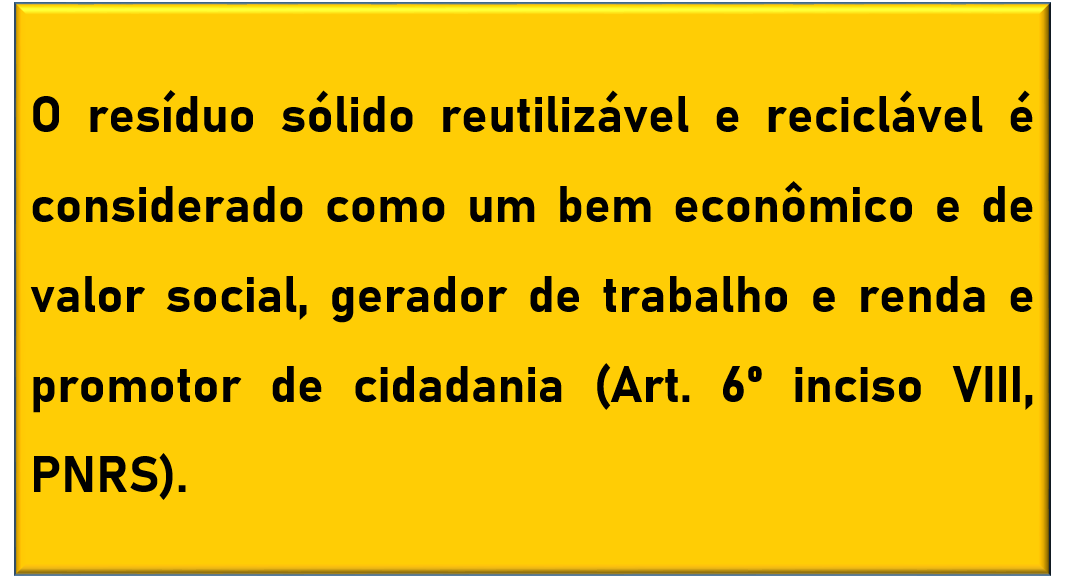 O resíduo sólido reutilizável e reciclável é
considerado como um bem econômico e de
valor social, gerador de trabalho e renda e
promotor de cidadania (Art. 6º inciso VIII,
PNRS).